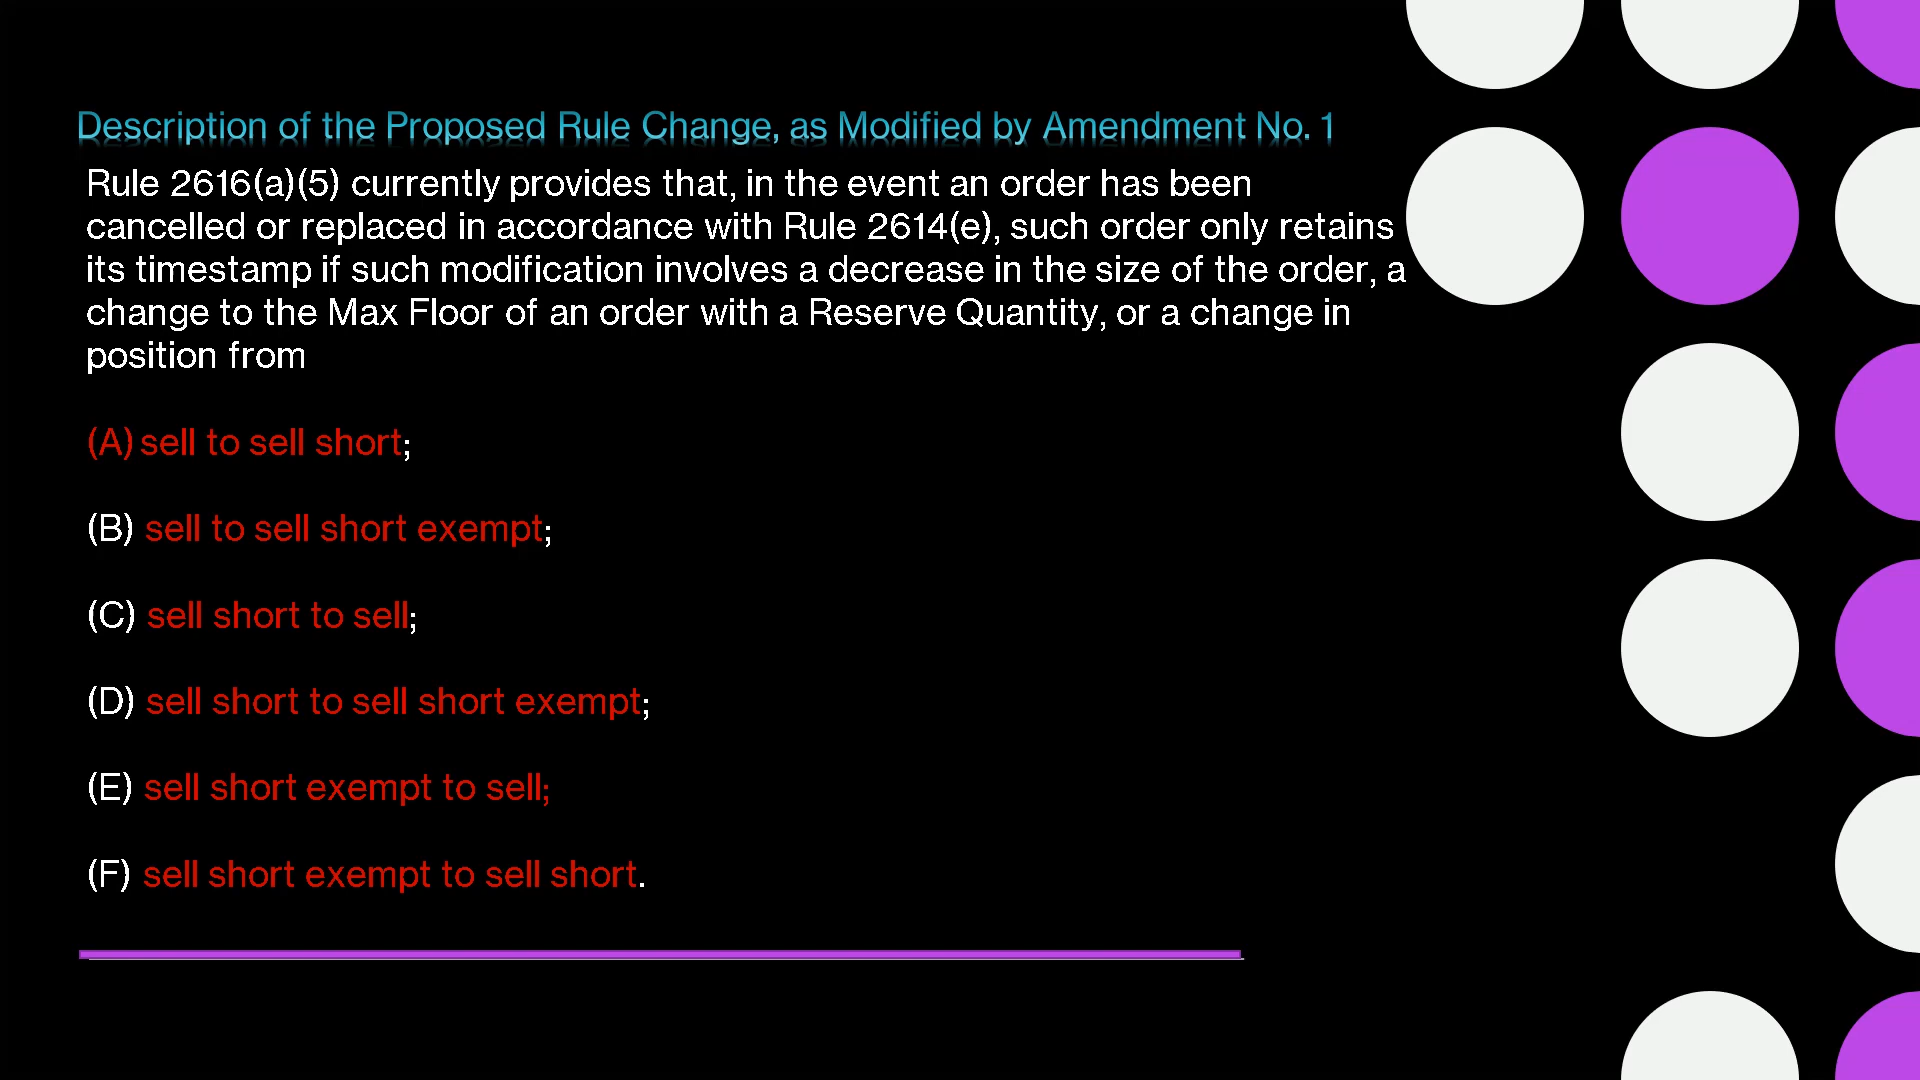 Description of the Proposed Rule Change, as Modified by Amendment No. 1
Rule 2616(a)(5) currently provides that, in the event an order has been
cancelled or replaced in accordance with Rule 2614(e), such order only retains
its timestamp if such modification involves a decrease in the size of the order, a
change to the Max Floor of an order with a Reserve Quantity, or a change in
position from
(A) sell to sell short;
(B) sell to sell short exempt;
(C) sell short to sell;
(D) sell short to sell short exempt;
(E) sell short exempt to sell;
(F) sell short exempt to sell short.